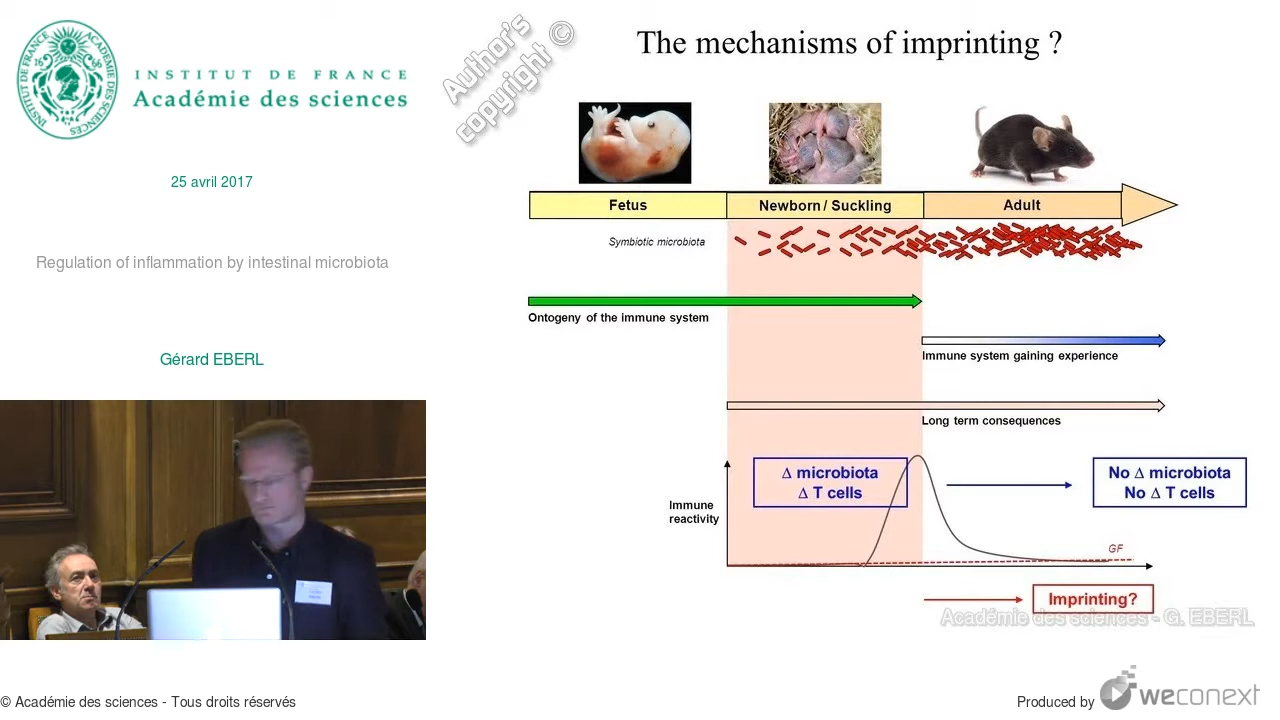 INSTITUT DE FRANCE
Académie des sciences
25 avril 2017
Regulation of inflammation by intestinal microbiota
Gérard EBERL
Author's
copyright ©
The mechanisms of imprinting ?
Fetus
Newborn / Suckling
Adult
Symbiotic microbiota
Ontogeny of the immune system
Immune system gaining experience
Long term consequences
Immune
reactivity
Δ microbiota
Δ T cells
No Δ microbiota
No Δ T cells
GF
Imprinting?
Académie des sciences - G. EBERL
© Académie des sciences - Tous droits réservés
Produced by
weconext